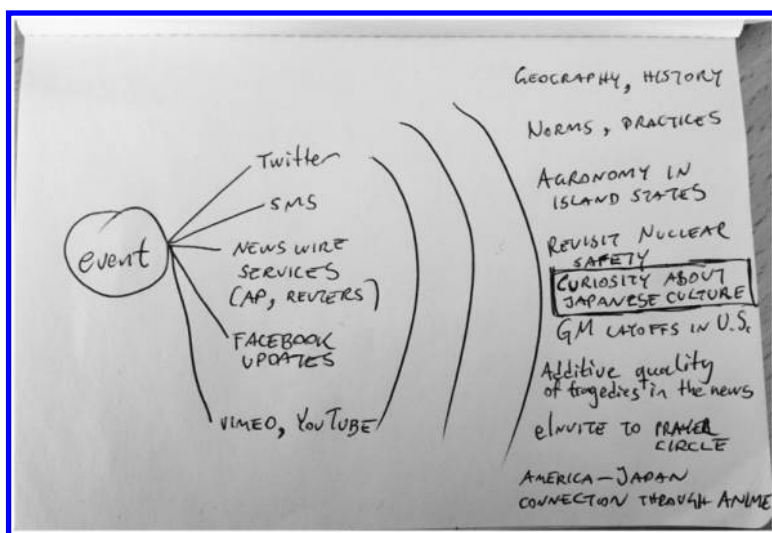 event
Twitter
SMS
NEWS WIRE
SERVICES
(AP, REUTERS)
FACEBOOK
UPDATES
VIMEO, YOUTUBE
GEOGRAPHY, HISTORY
NORMS, PRACTICES
AGRONOMY IN
ISLAND STATES
REVISIT NUCLEAR
SAFETY
CURIOSITY ABOUT
JAPANESE CULTURE
GM LAYOFFS IN U.S.
Additive quality
of tragedies in the news
eINVITE TO PRAYER
CIRCLE
AMERICA-JAPAN
CONNECTION THROUGH ANIME